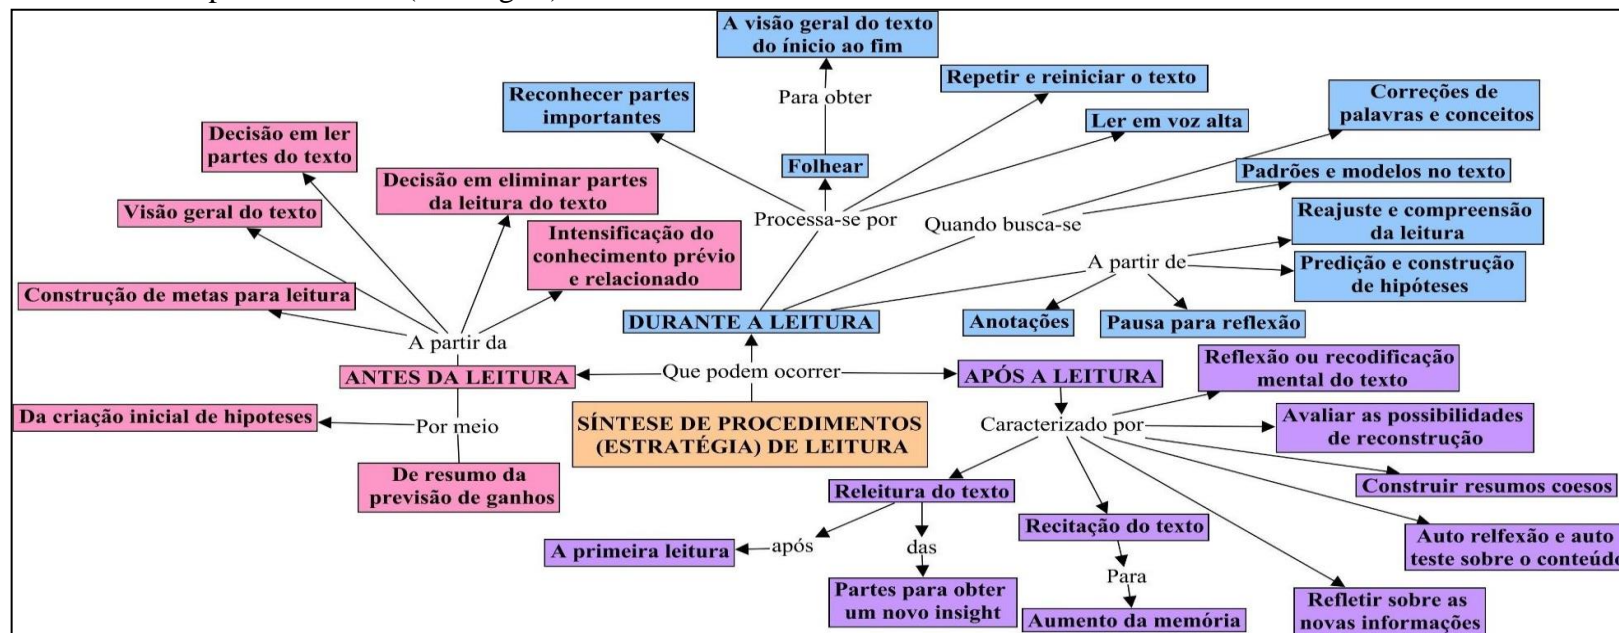 A visão geral do texto
do ínicio ao fim
Para obter
Folhear
Reconhecer partes
importantes
Repetir e reiniciar o texto
Ler em voz alta
Processa-se por
Correções de
palavras e conceitos
Padrões e modelos no texto
Quando busca-se
Reajuste e compreensão
da leitura
A partir de
Predição e construção
de hipóteses
Anotações
Pausa para reflexão
DURANTE A LEITURA
Decisão em ler
partes do texto
Decisão em eliminar partes
da leitura do texto
Visão geral do texto
Intensificação do
conhecimento prévio
e relacionado
Construção de metas para leitura
A partir da
ANTES DA LEITURA
Que podem ocorrer
APÓS A LEITURA
Da criação inicial de hipoteses
Por meio
De resumo da
previsão de ganhos
SÍNTESE DE PROCEDIMENTOS
(ESTRATÉGIA) DE LEITURA
Caracterizado por
Reflexão ou recodificação
mental do texto
Avaliar as possibilidades
de reconstrução
Construir resumos coesos
Auto relfexão e auto
teste sobre o conteúdo
Refletir sobre as
novas informações
Releitura do texto
após
A primeira leitura
das
Partes para obter
um novo insight
Recitação do texto
Para
Aumento da memória